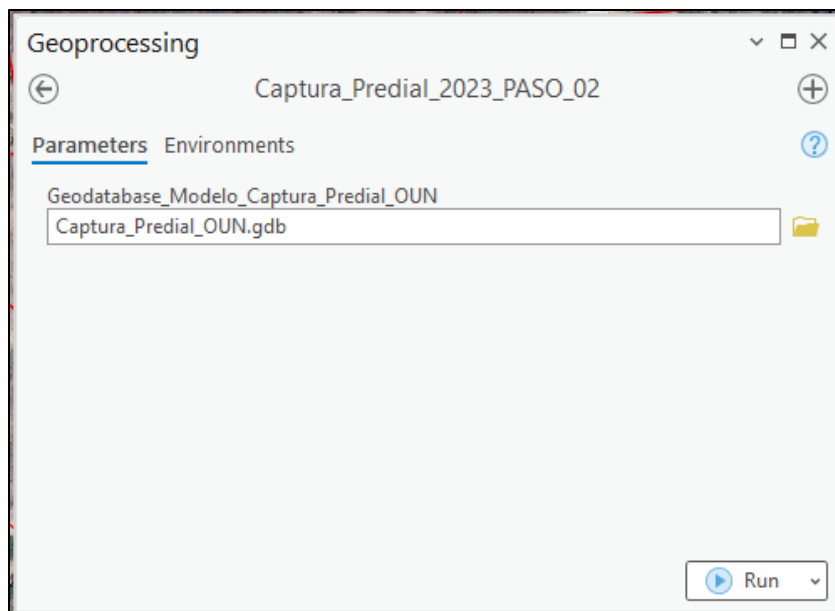 Geoprocessing
Captura_Predial_2023_PASO_02
Parameters Environments
Geodatabase_Modelo_Captura_Predial_OUN
Captura_Predial_OUN.gdb
Run